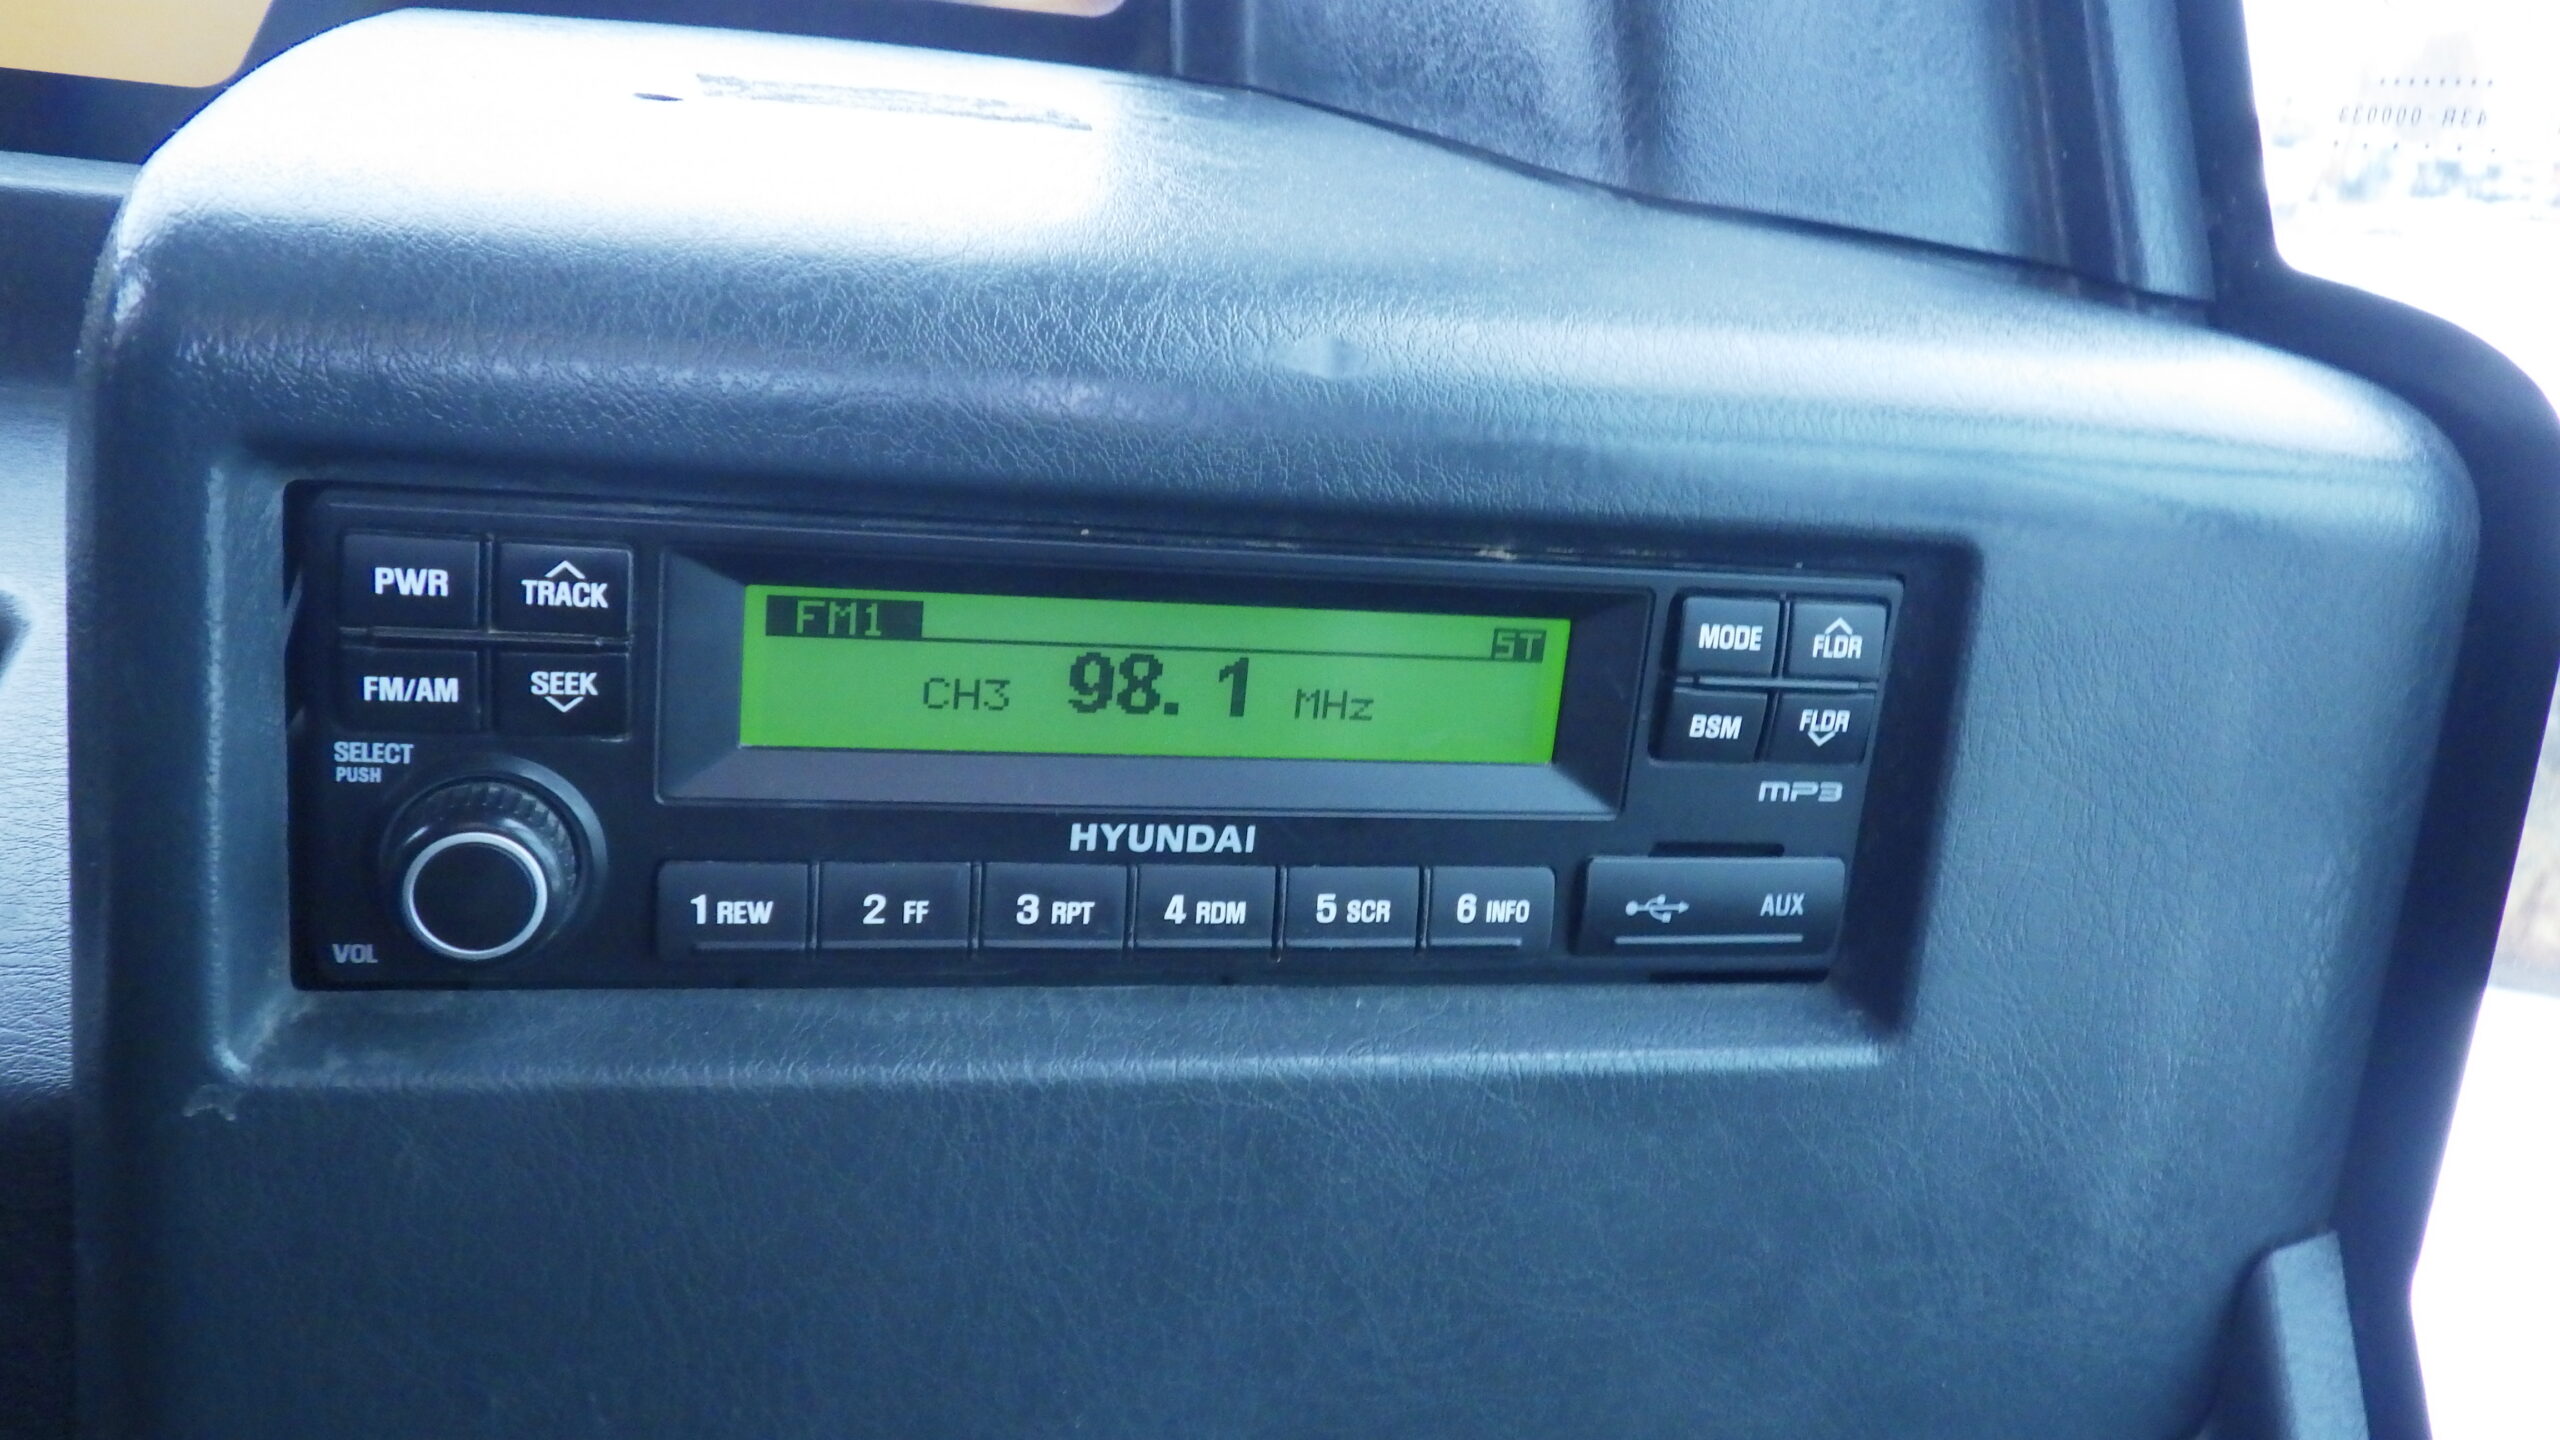 PWR
TRACK
FM/AM
SEEK
SELECT
PUSH
VOL
FM1
ST
CH3 98.1 MHz
HYUNDAI
1 REW
2 FF
3 RPT
4 RDM
5 SCR
6 INFO
MODE
FLDR
BSM
FLDR
MP3
AUX